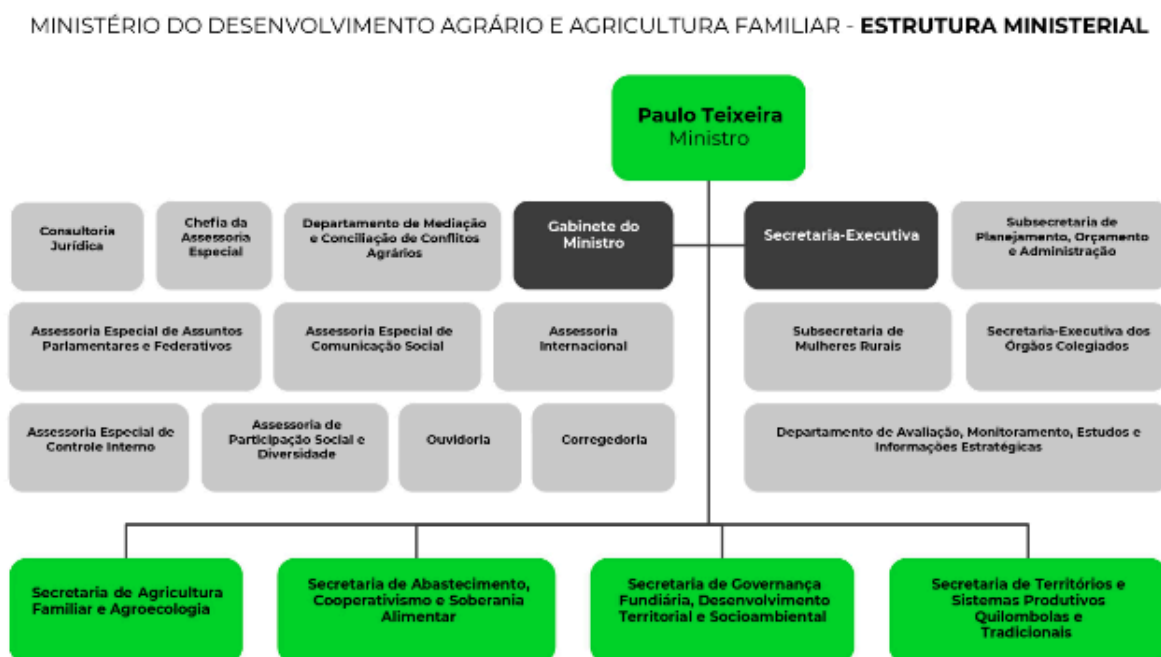 MINISTÉRIO DO DESENVOLVIMENTO AGRÁRIO E AGRICULTURA FAMILIAR - ESTRUTURA MINISTERIAL
Paulo Teixeira
Ministro
Consultoria
Jurídica
Chefia da
Assessoria
Especial
Departamento de Mediação
e Conciliação de Conflitos
Agrários
Gabinete do
Ministro
Secretaria-Executiva
Subsecretaria de
Planejamento, Orçamento
e Administração
Assessoria Especial de Assuntos
Parlamentares e Federativos
Assessoria Especial de
Comunicação Social
Assessoria
Internacional
Subsecretaria de
Mulheres Rurais
Secretaria-Executiva dos
Órgãos Colegiados
Assessoria Especial de
Controle Interno
Assessoria de
Participação Social e
Diversidade
Ouvidoria
Corregedoria
Departamento de Avaliação, Monitoramento, Estudos e
Informações Estratégicas
Secretaria de Agricultura
Familiar e Agroecologia
Secretaria de Abastecimento,
Cooperativismo e Soberania
Alimentar
Secretaria de Governança
Fundiária, Desenvolvimento
Territorial e Socioambiental
Secretaria de Territórios e
Sistemas Produtivos
Quilombolas e
Tradicionais